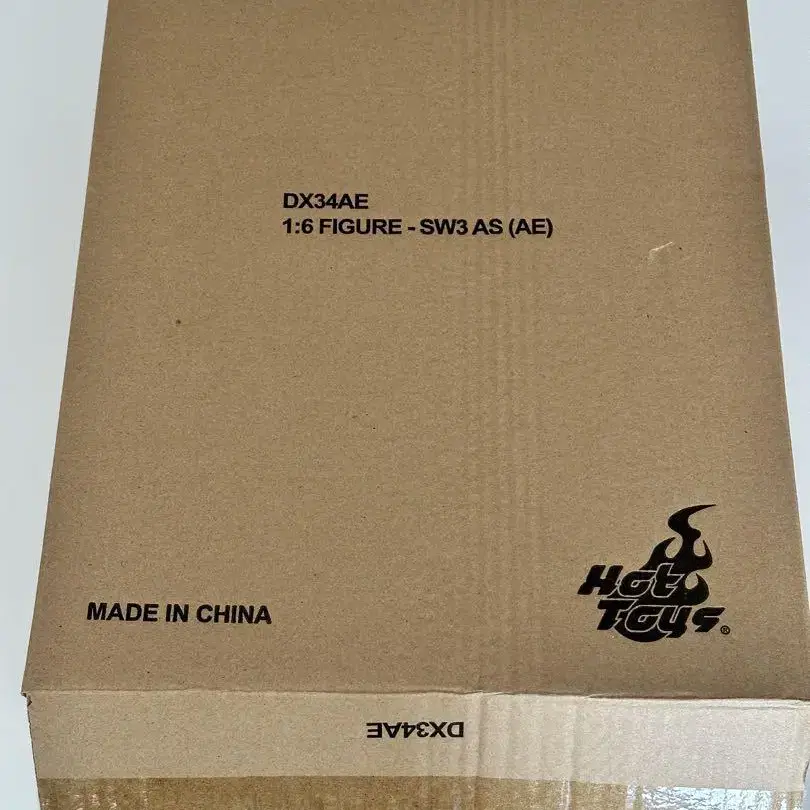 DX34AE
1:6 FIGURE - SW3 AS (AE)
Hot
Toys®
MADE IN CHINA
DX34AE